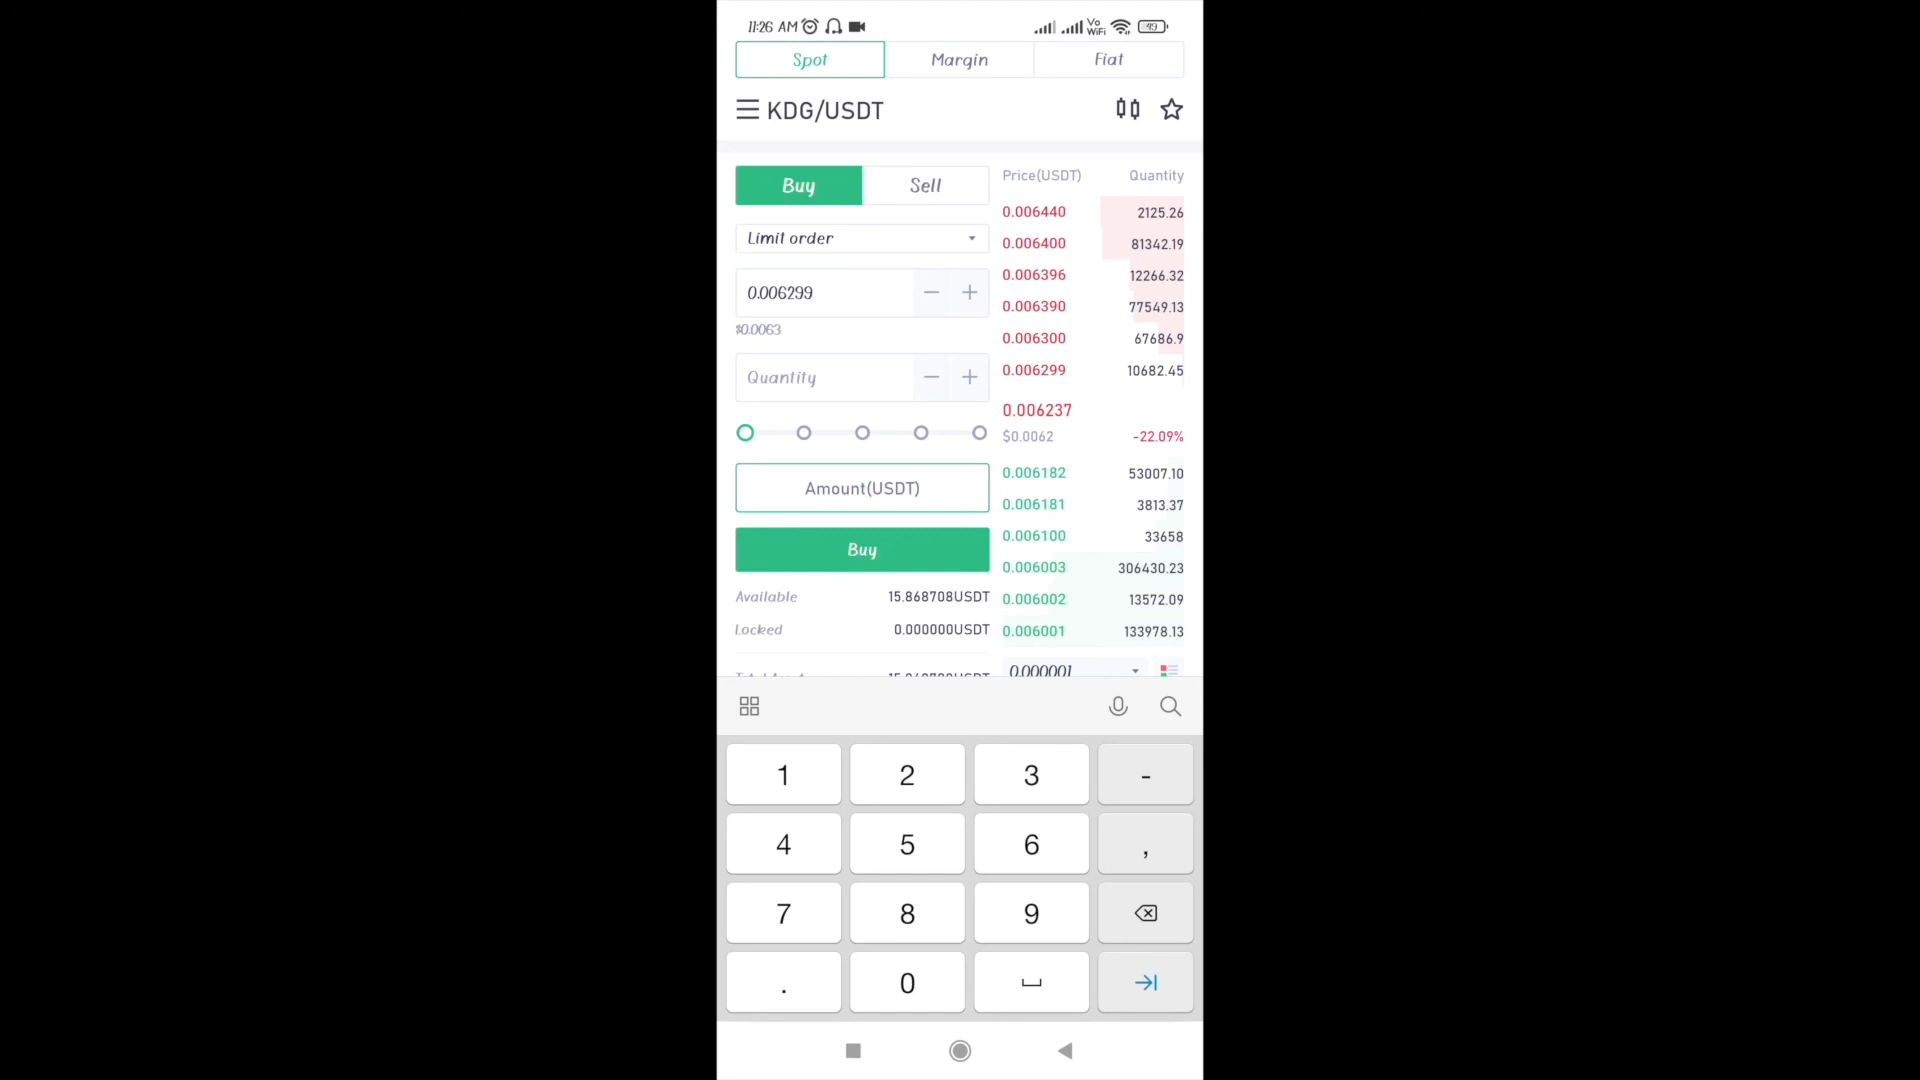 11:26 AM Vo WiFi 49
Spot Margin Fiat
KDG/USDT
Buy Sell
Limit order
0.006299
$0.0063
Quantity
Amount(USDT)
Buy
Available 15.868708USDT
Locked 0.000000USDT
Price(USDT) Quantity
0.006440 2125.26
0.006400 81342.19
0.006396 12266.32
0.006390 77549.13
0.006300 67686.9
0.006299 10682.45
0.006237
$0.0062 -22.09%
0.006182 53007.10
0.006181 3813.37
0.006100 33658
0.006003 306430.23
0.006002 13572.09
0.006001 133978.13
0.000001
1 2 3 -
4 5 6 ,
7 8 9
. 0